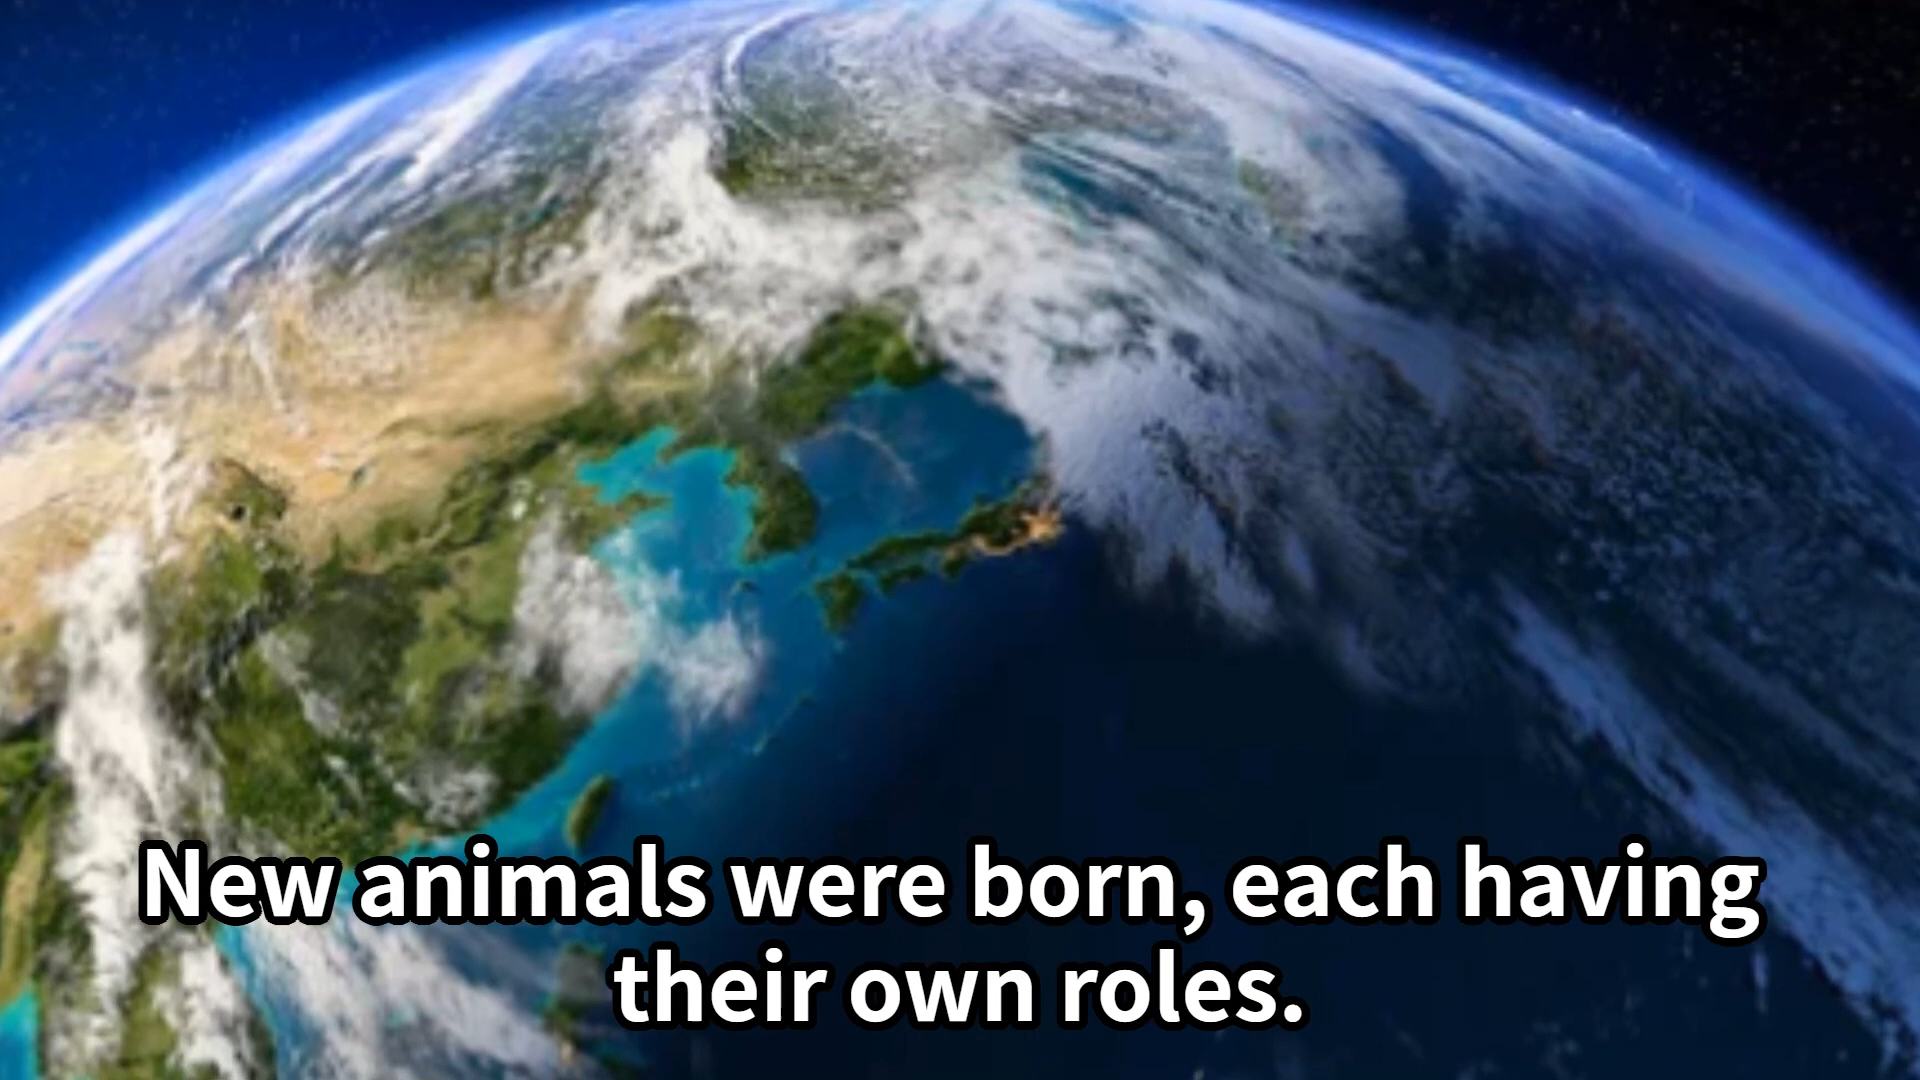 New animals were born, each having
their own roles.